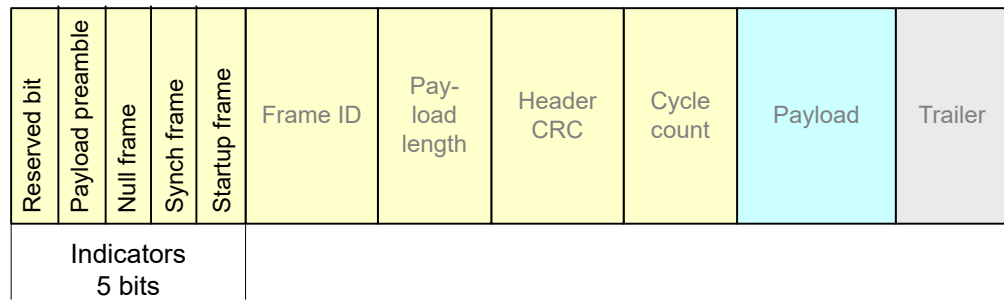 Reserved bit
Payload preamble
Null frame
Synch frame
Startup frame
Frame ID
Pay-
load
length
Header
CRC
Cycle
count
Payload
Trailer
Indicators
5 bits